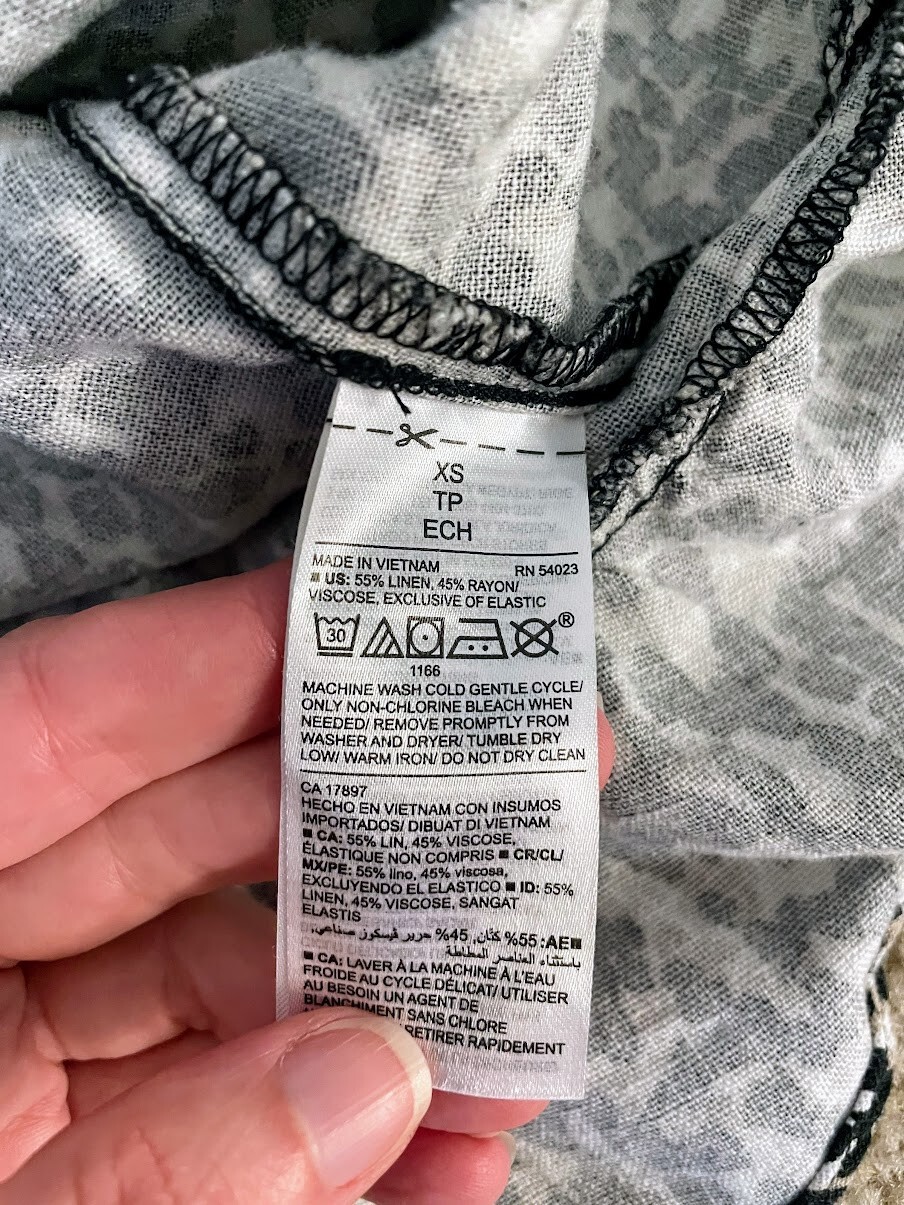 XS
TP
ECH
MADE IN VIETNAM RN 54023
US: 55% LINEN, 45% RAYON/
VISCOSE, EXCLUSIVE OF ELASTIC
30
®
1166
MACHINE WASH COLD GENTLE CYCLE/
ONLY NON-CHLORINE BLEACH WHEN
NEEDED/ REMOVE PROMPTLY FROM
WASHER AND DRYER/ TUMBLE DRY
LOW/ WARM IRON/ DO NOT DRY CLEAN
CA 17897
HECHO EN VIETNAM CON INSUMOS
IMPORTADOS/ DIBUAT DI VIETNAM
■ CA: 55% LIN, 45% VISCOSE,
ÉLASTIQUE NON COMPRIS ■ CR/CL/
MX/PE: 55% lino, 45% viscosa,
EXCLUYENDO EL ELASTICO ■ ID: 55%
LINEN, 45% VISCOSE, SANGAT
ELASTIS
■AE: 55% كتّان, 45% حرير ڤيسكوز صناعي,
باستثناء العناصر المطاطة
■ CA: LAVER À LA MACHINE À L'EAU
FROIDE AU CYCLE DÉLICAT/ UTILISER
AU BESOIN UN AGENT DE
BLANCHIMENT SANS CHLORE
RETIRER RAPIDEMENT